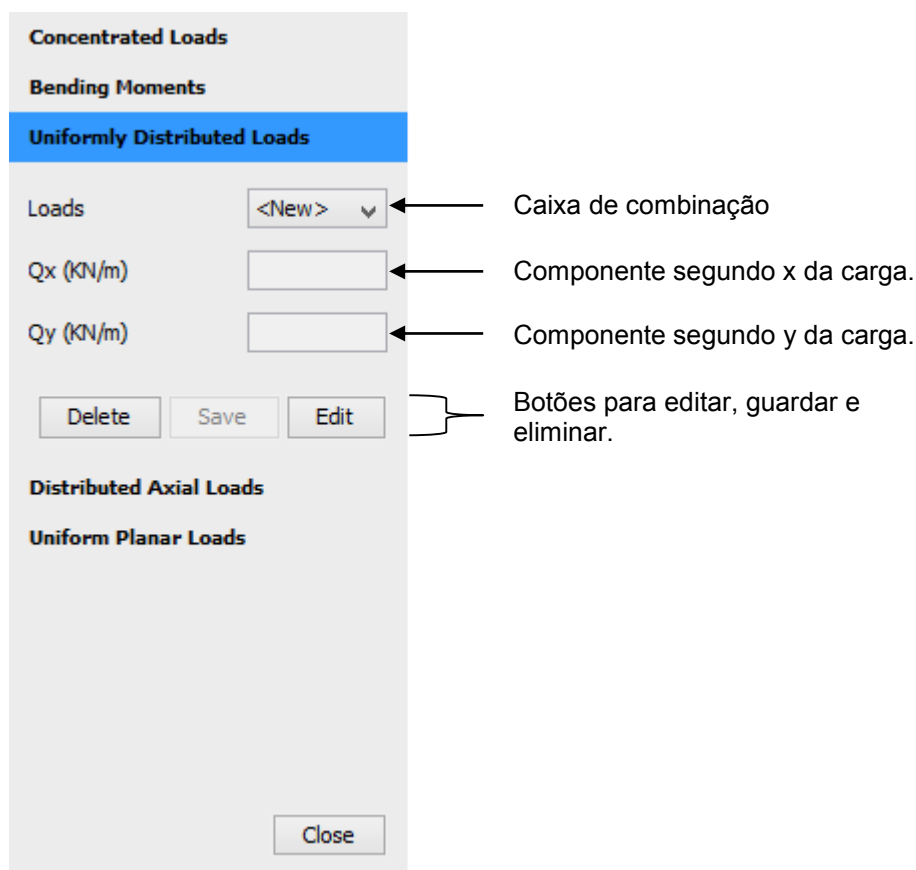 Concentrated Loads
Bending Moments
Uniformly Distributed Loads
Loads <New> Caixa de combinação
Qx (KN/m) Componente segundo x da carga.
Qy (KN/m) Componente segundo y da carga.
Delete Save Edit
Botões para editar, guardar e
eliminar.
Distributed Axial Loads
Uniform Planar Loads
Close